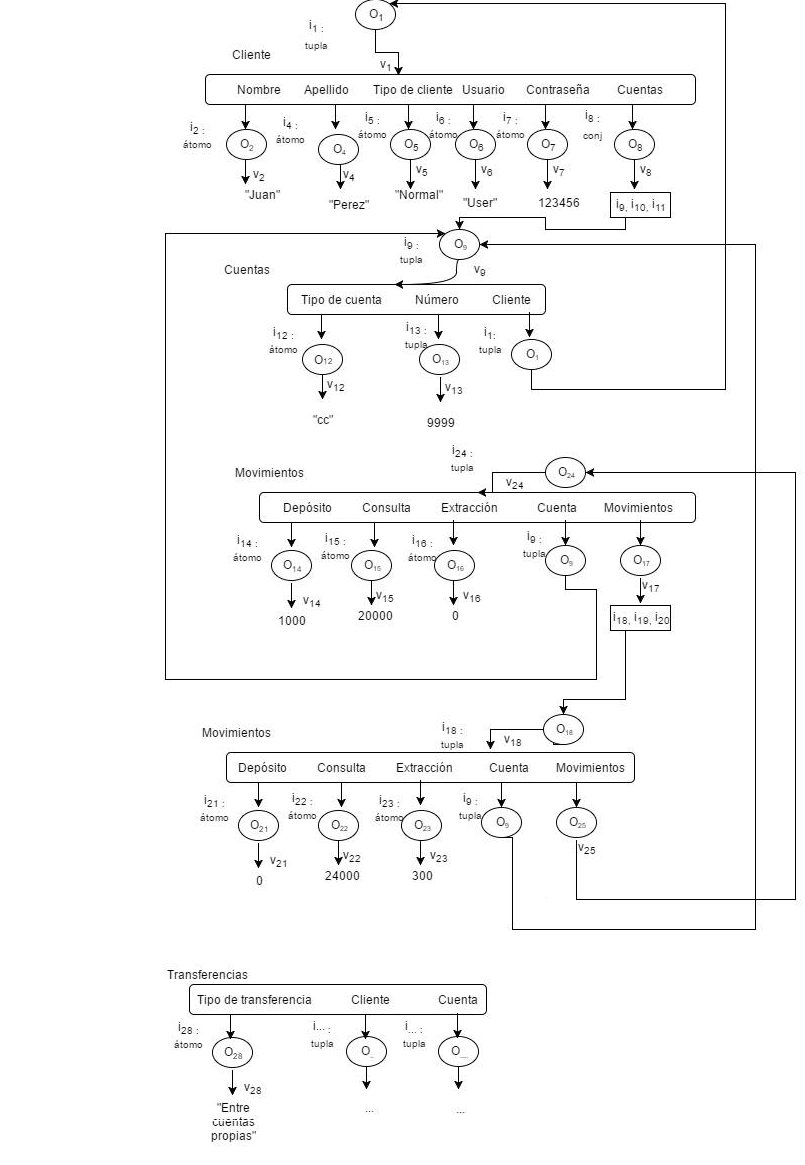 O1
i1 :
tupla
Cliente
v1
Nombre Apellido Tipo de cliente Usuario Contraseña Cuentas
i2 : átomo i4 : átomo i5 : átomo i6 : átomo i7 : átomo i8 : conj
O2 O4 O5 O6 O7 O8
v2 v4 v5 v6 v7 v8
"Juan" "Perez" "Normal" "User" 123456 i9, i10, i11
i9 :
tupla
O9
v9
Cuentas
Tipo de cuenta Número Cliente
i12 : átomo i13 : tupla i1: tupla
O12 O13 O1
v12 v13
"cc" 9999
i24 :
tupla
O24
v24
Movimientos
Depósito Consulta Extracción Cuenta Movimientos
i14 : átomo i15 : átomo i16 : átomo i9 : tupla
O14 O15 O16 O9 O17
v14 v15 v16 v17
1000 20000 0 i18, i19, i20
i18 :
tupla
O18
v18
Movimientos
Depósito Consulta Extracción Cuenta Movimientos
i21 : átomo i22 : átomo i23 : átomo i9 : tupla
O21 O22 O23 O9 O25
v21 v22 v23 v25
0 24000 300
Transferencias
Tipo de transferencia Cliente Cuenta
i28 : átomo i... : tupla i... : tupla
O28 O... O...
v28
"Entre
cuentas
propias"
... ...